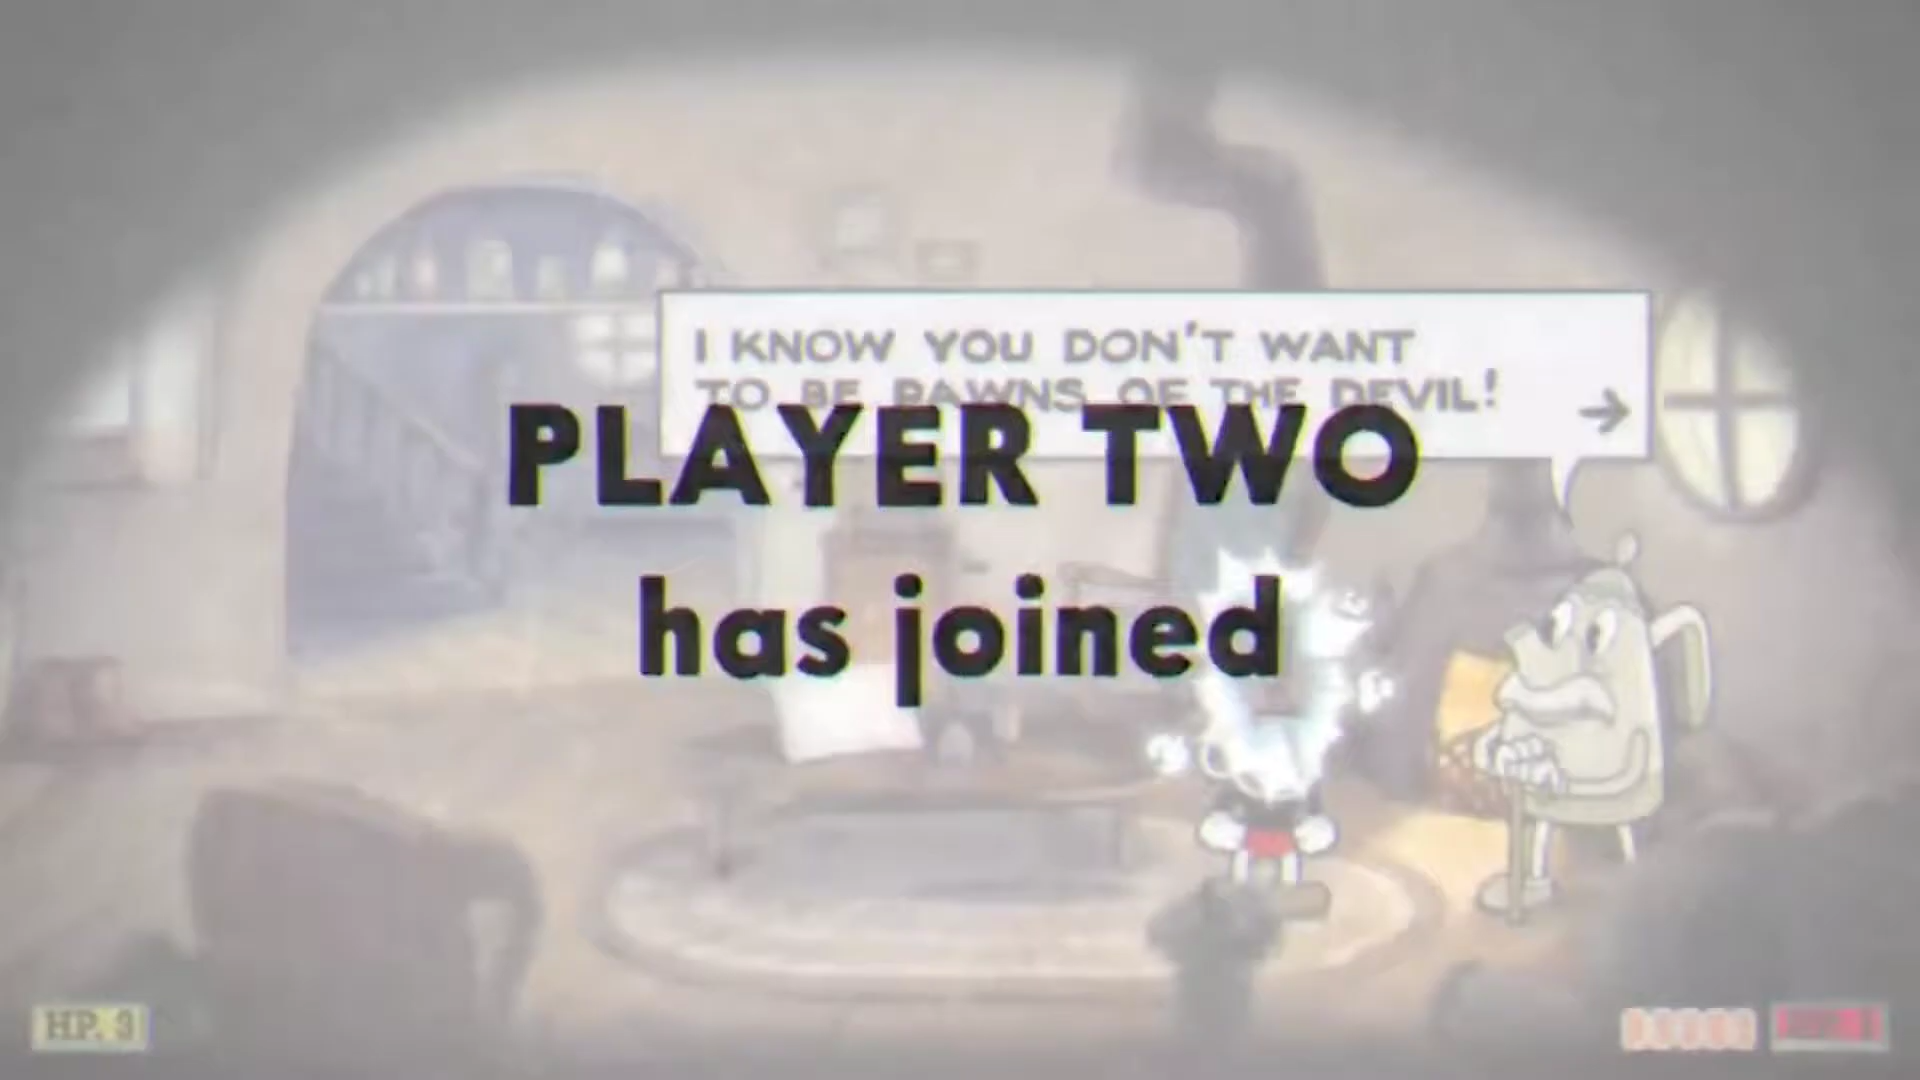 I KNOW YOU DON'T WANT
TO BE PAWNS OF THE DEVIL!
PLAYER TWO
has joined
HP. 3